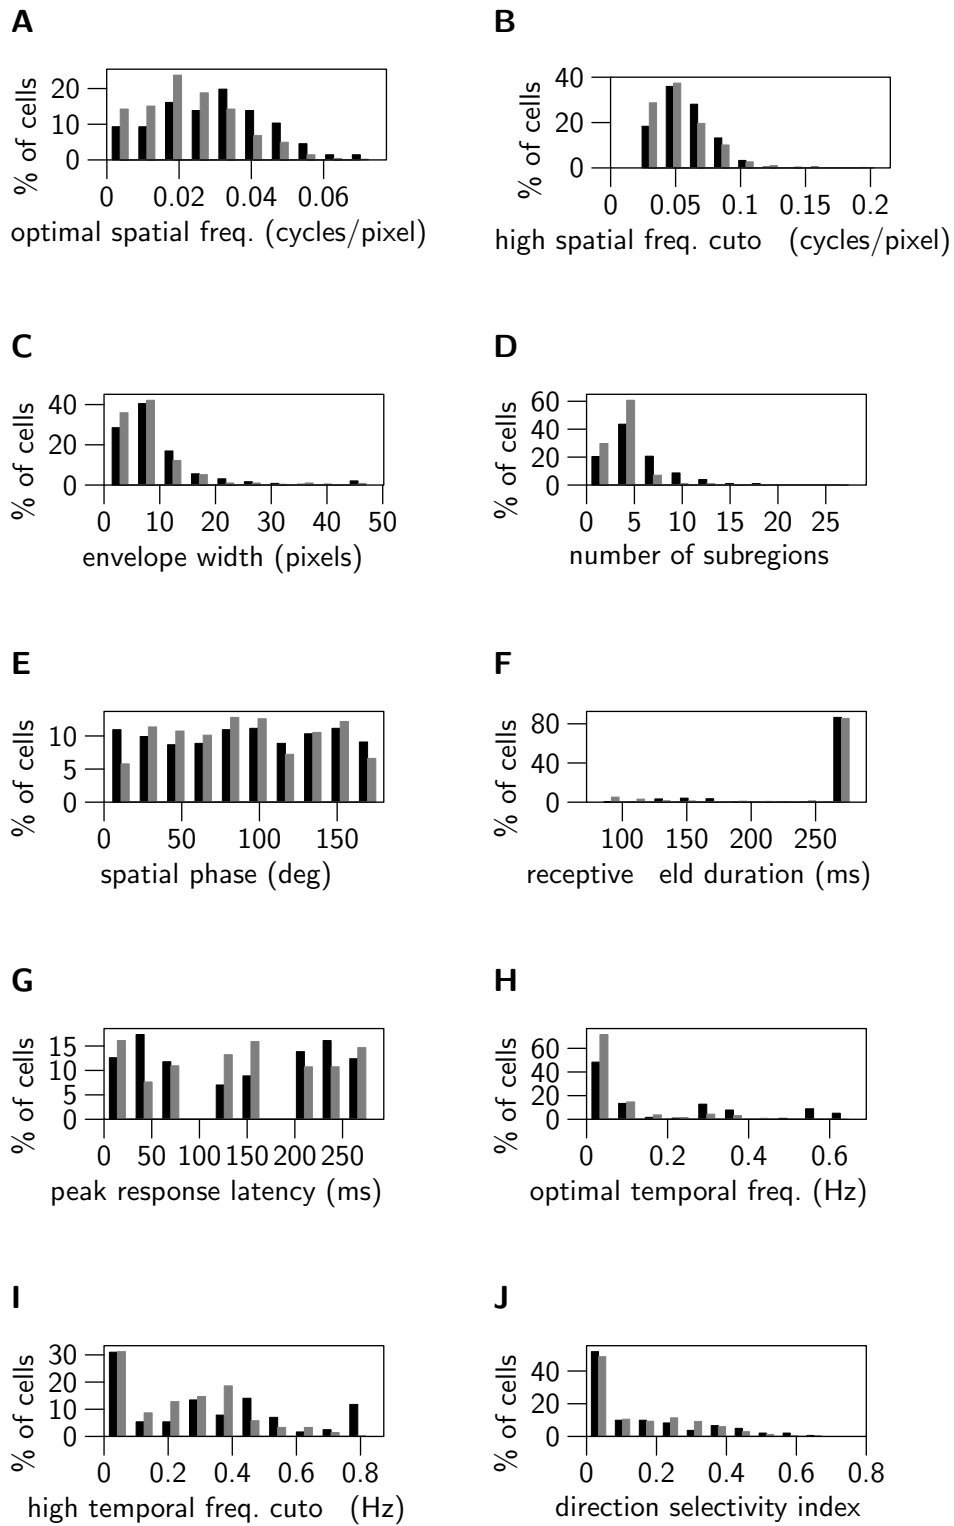 A
% of cells
20
10
0
0 0.02 0.04 0.06
optimal spatial freq. (cycles/pixel)
B
% of cells
40
20
0
0 0.05 0.1 0.15 0.2
high spatial freq. cuto (cycles/pixel)
C
% of cells
40
20
0
0 10 20 30 40 50
envelope width (pixels)
D
% of cells
60
40
20
0
0 5 10 15 20 25
number of subregions
E
% of cells
10
5
0
0 50 100 150
spatial phase (deg)
F
% of cells
80
40
0
100 150 200 250
receptive eld duration (ms)
G
% of cells
15
10
5
0
0 50 100 150 200 250
peak response latency (ms)
H
% of cells
60
40
20
0
0 0.2 0.4 0.6
optimal temporal freq. (Hz)
I
% of cells
30
20
10
0
0 0.2 0.4 0.6 0.8
high temporal freq. cuto (Hz)
J
% of cells
40
20
0
0 0.2 0.4 0.6 0.8
direction selectivity index